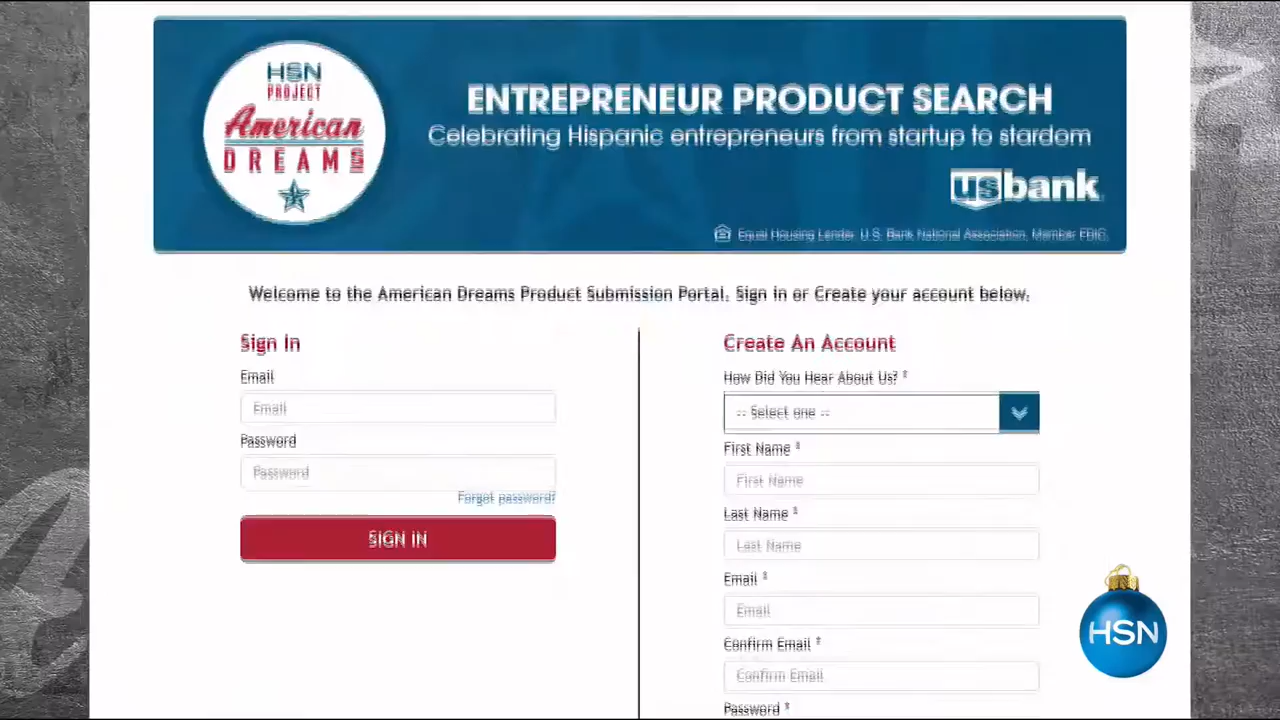 HSN
PROJECT
American
DREAMS
ENTREPRENEUR PRODUCT SEARCH
Celebrating Hispanic entrepreneurs from startup to stardom
usbank
Equal Housing Lender. U.S. Bank National Association, Member FDIC.
Welcome to the American Dreams Product Submission Portal. Sign in or Create your account below.
Sign In
Email
Email
Password
Password
Forgot password?
SIGN IN
Create An Account
How Did You Hear About Us? *
-- Select one --
First Name *
First Name
Last Name *
Last Name
Email *
Email
Confirm Email *
Confirm Email
Password *
HSN